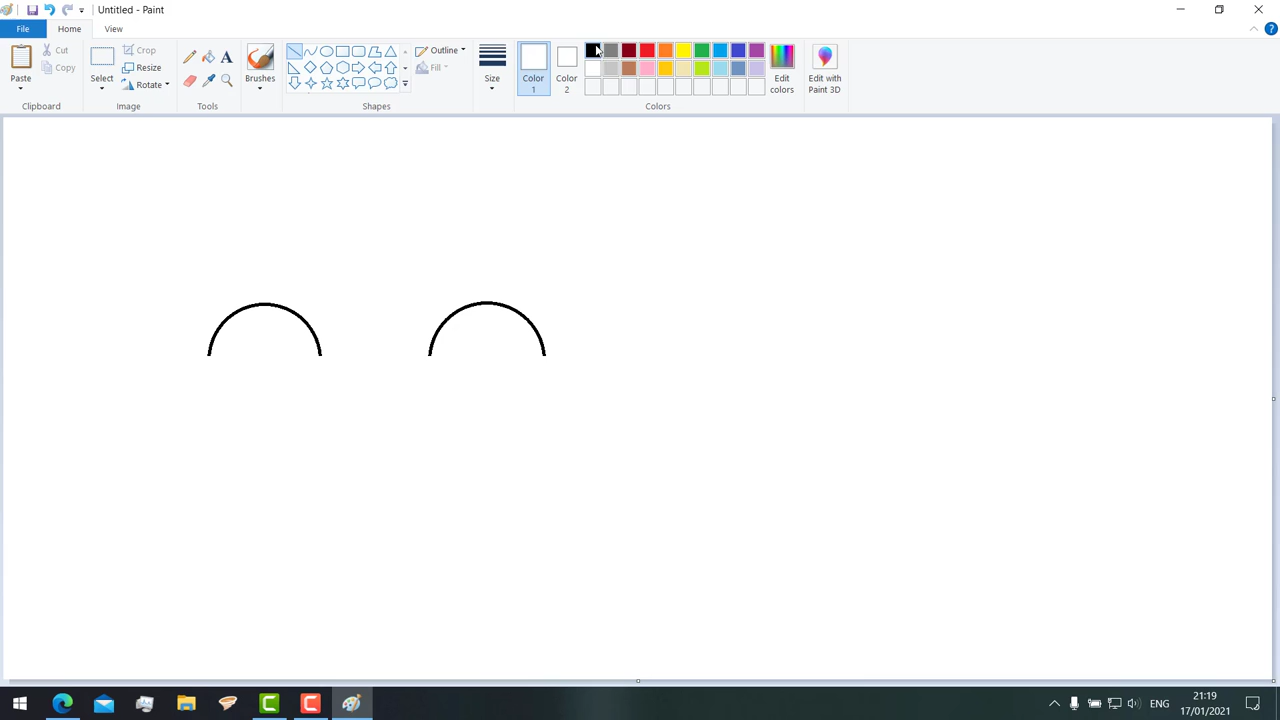 Untitled - Paint
File Home View
Paste
Cut
Copy
Clipboard
Select
Crop
Resize
Rotate
Image
A
Tools
Brushes
Outline
Fill
Shapes
Size
Color
1
Color
2
Edit
colors
Colors
Edit with
Paint 3D
ENG
21:19
17/01/2021